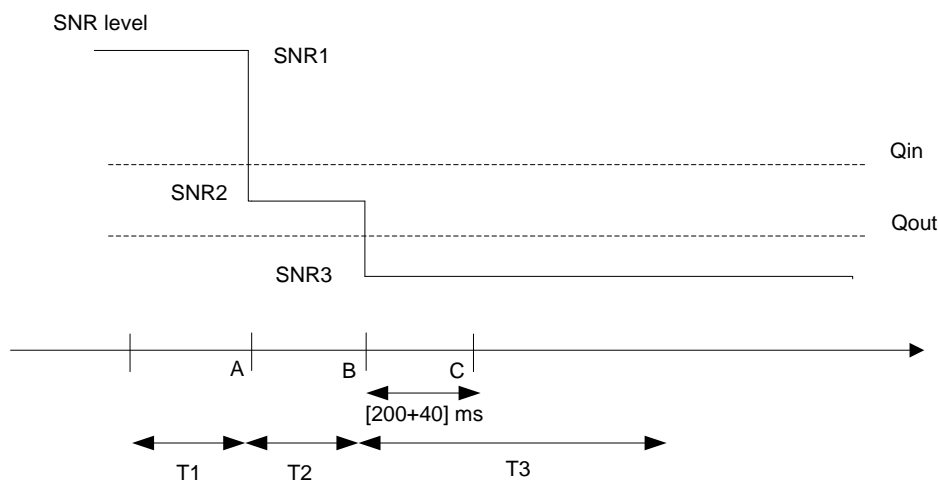 SNR level
SNR1
Qin
SNR2
Qout
SNR3
A B C
[200+40] ms
T1 T2 T3